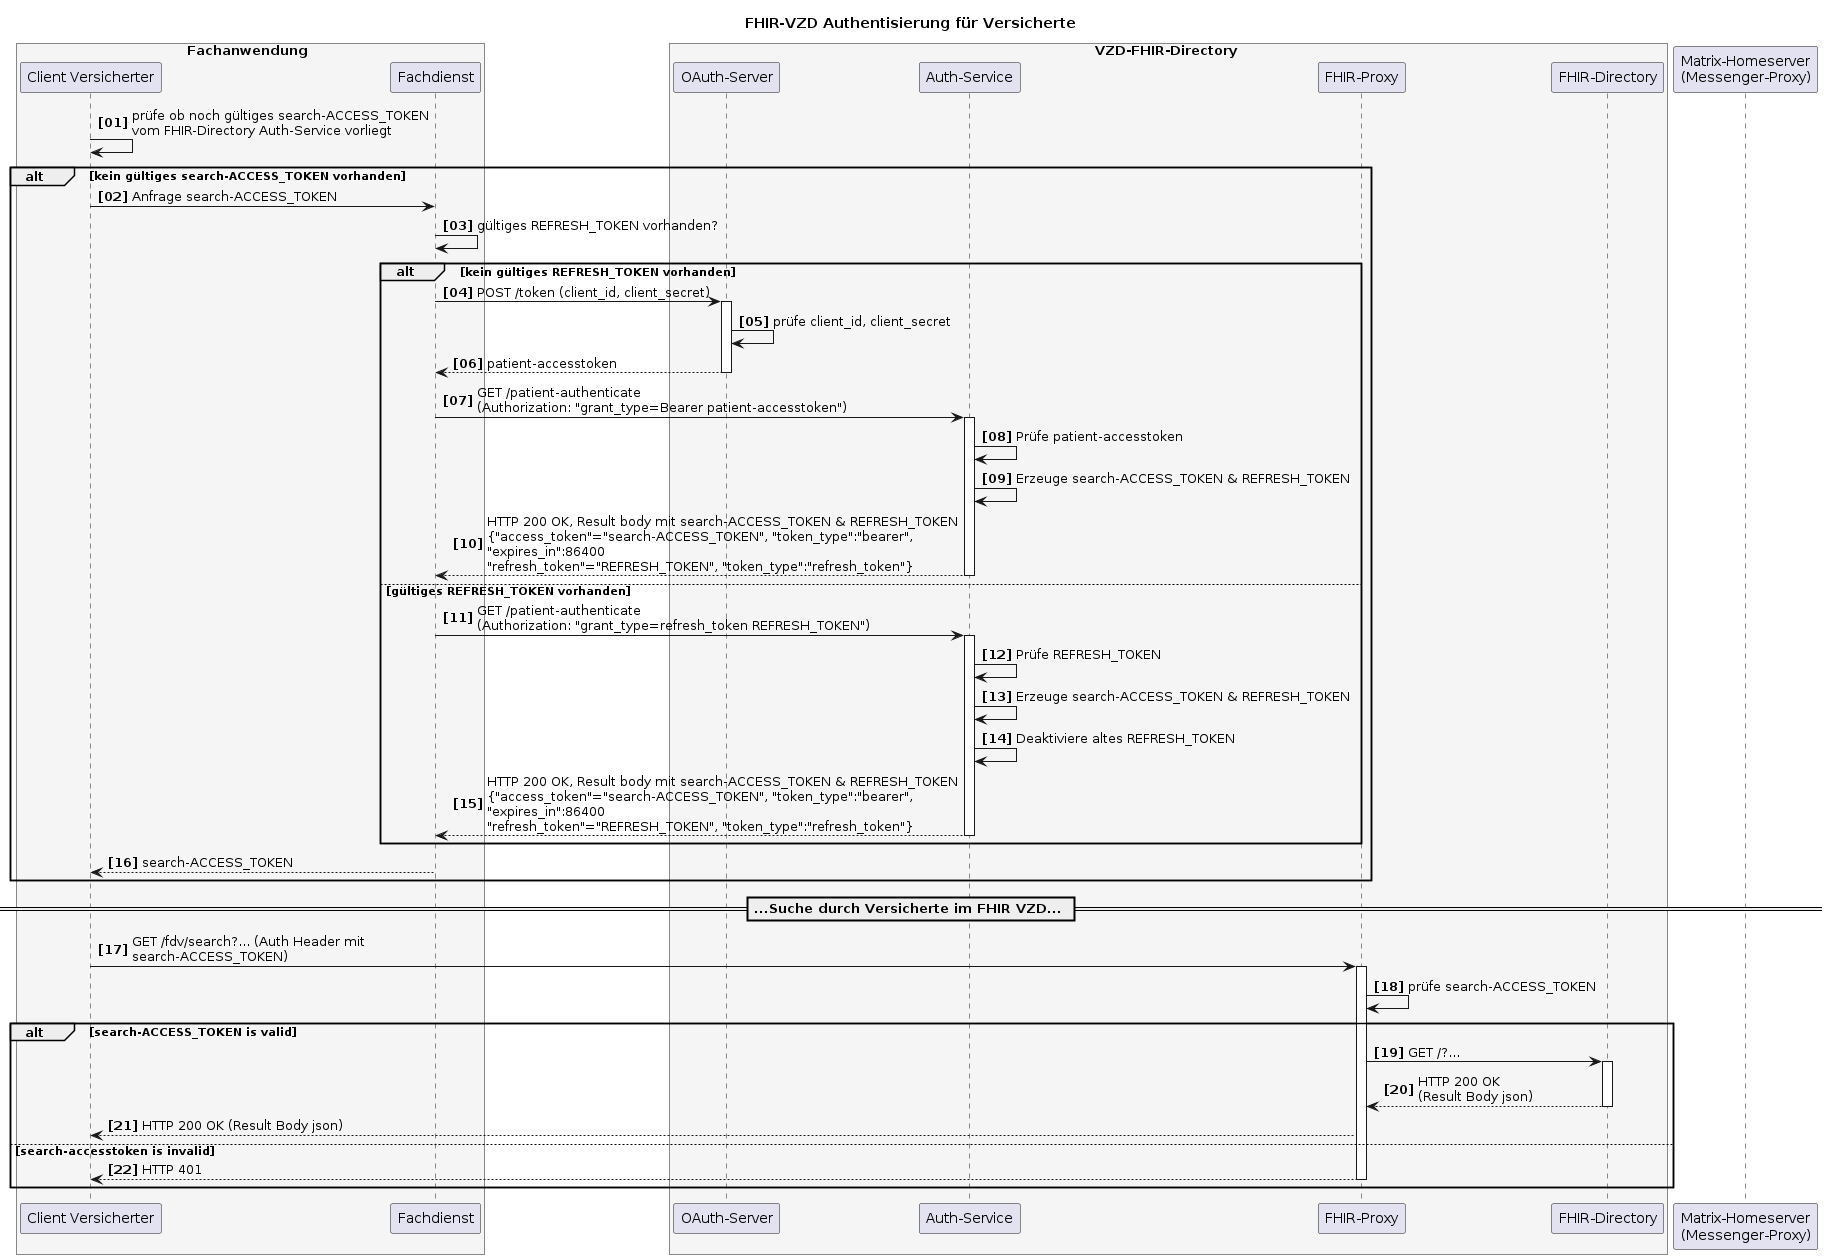 FHIR-VZD Authentisierung für Versicherte
Fachanwendung
VZD-FHIR-Directory
Client Versicherter
Fachdienst
OAuth-Server
Auth-Service
FHIR-Proxy
FHIR-Directory
Matrix-Homeserver
(Messenger-Proxy)
[01] prüfe ob noch gültiges search-ACCESS_TOKEN
vom FHIR-Directory Auth-Service vorliegt
alt [kein gültiges search-ACCESS_TOKEN vorhanden]
[02] Anfrage search-ACCESS_TOKEN
[03] gültiges REFRESH_TOKEN vorhanden?
alt [kein gültiges REFRESH_TOKEN vorhanden]
[04] POST /token (client_id, client_secret)
[05] prüfe client_id, client_secret
[06] patient-accesstoken
[07] GET /patient-authenticate
(Authorization: "grant_type=Bearer patient-accesstoken")
[08] Prüfe patient-accesstoken
[09] Erzeuge search-ACCESS_TOKEN & REFRESH_TOKEN
HTTP 200 OK, Result body mit search-ACCESS_TOKEN & REFRESH_TOKEN
[10] {"access_token"="search-ACCESS_TOKEN", "token_type":"bearer",
"expires_in":86400
"refresh_token"="REFRESH_TOKEN", "token_type":"refresh_token"}
[gültiges REFRESH_TOKEN vorhanden]
[11] GET /patient-authenticate
(Authorization: "grant_type=refresh_token REFRESH_TOKEN")
[12] Prüfe REFRESH_TOKEN
[13] Erzeuge search-ACCESS_TOKEN & REFRESH_TOKEN
[14] Deaktiviere altes REFRESH_TOKEN
HTTP 200 OK, Result body mit search-ACCESS_TOKEN & REFRESH_TOKEN
[15] {"access_token"="search-ACCESS_TOKEN", "token_type":"bearer",
"expires_in":86400
"refresh_token"="REFRESH_TOKEN", "token_type":"refresh_token"}
[16] search-ACCESS_TOKEN
...Suche durch Versicherte im FHIR VZD...
[17] GET /fdv/search?... (Auth Header mit
search-ACCESS_TOKEN)
[18] prüfe search-ACCESS_TOKEN
alt [search-ACCESS_TOKEN is valid]
[19] GET /?...
[20] HTTP 200 OK
(Result Body json)
[21] HTTP 200 OK (Result Body json)
[search-accesstoken is invalid]
[22] HTTP 401
Client Versicherter
Fachdienst
OAuth-Server
Auth-Service
FHIR-Proxy
FHIR-Directory
Matrix-Homeserver
(Messenger-Proxy)